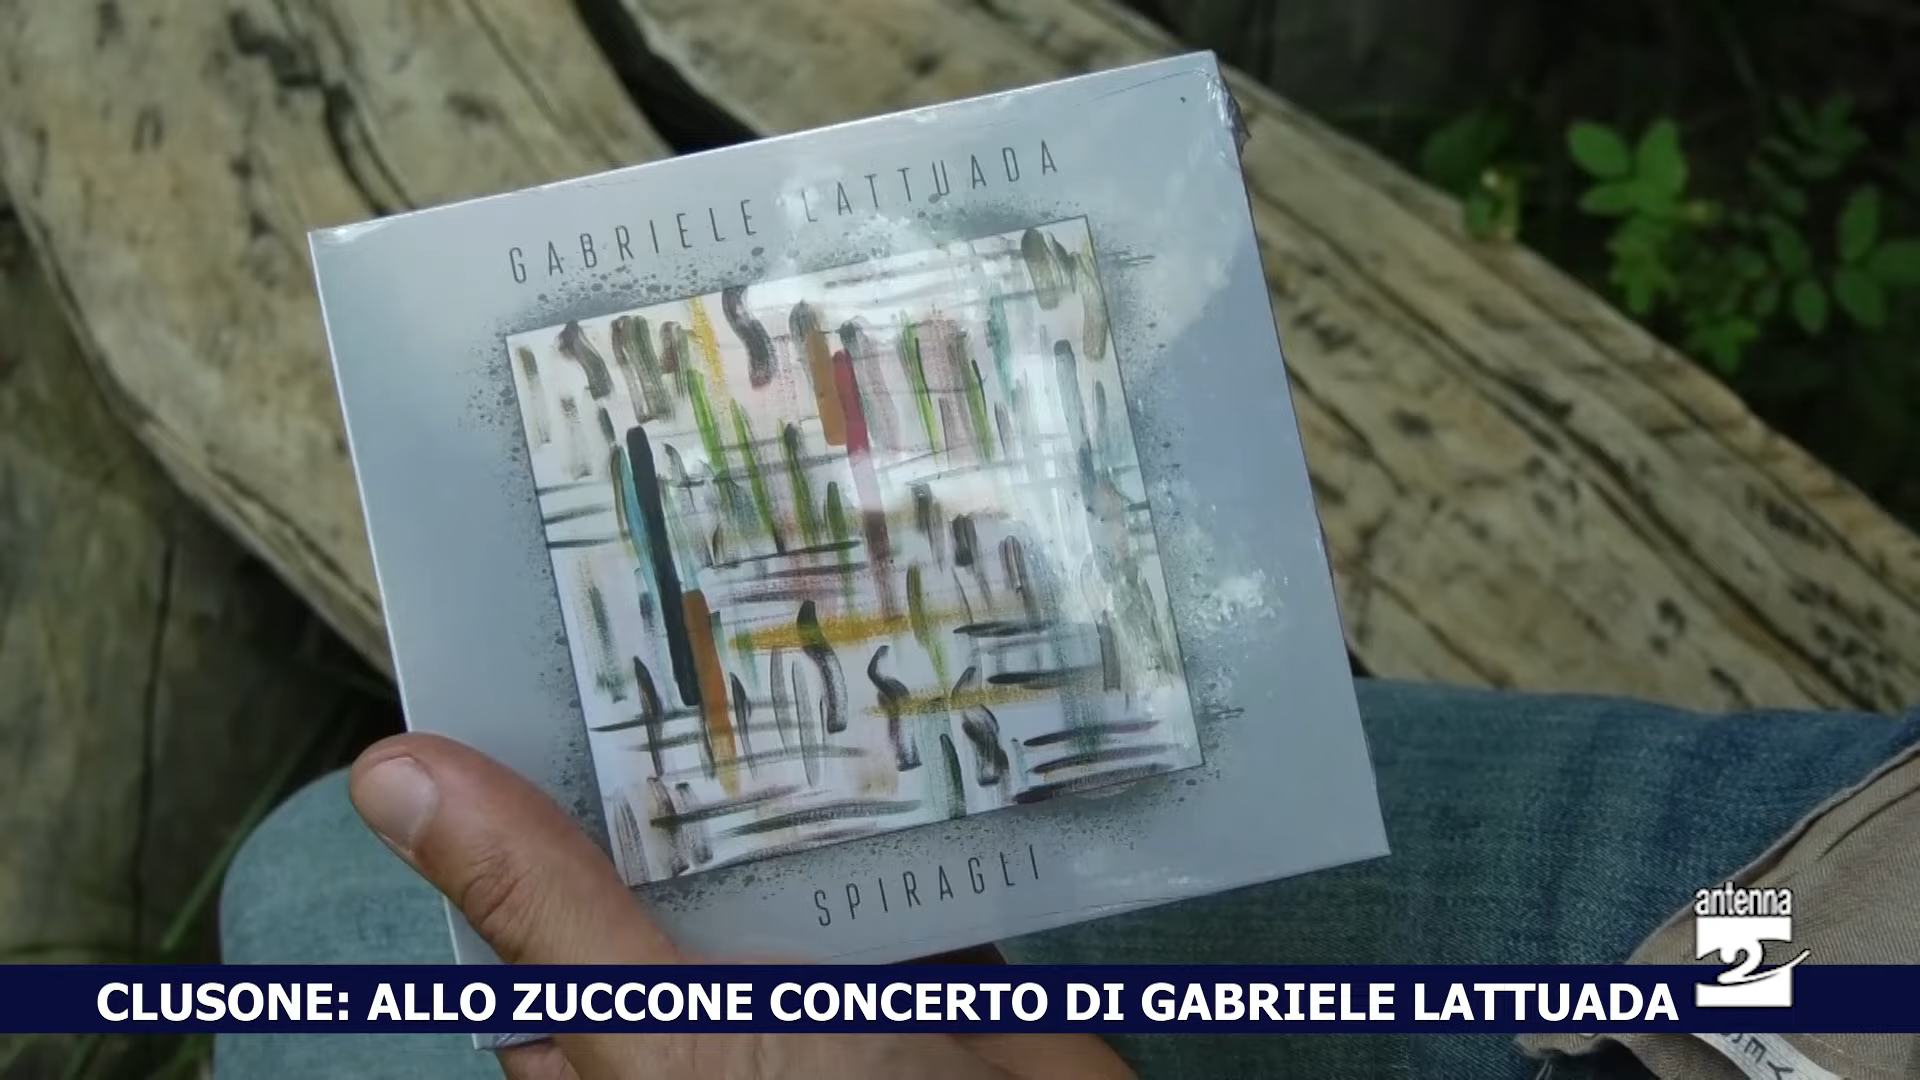 GABRIELE LATTUADA
SPIRAGLI
antenna
2
CLUSONE: ALLO ZUCCONE CONCERTO DI GABRIELE LATTUADA